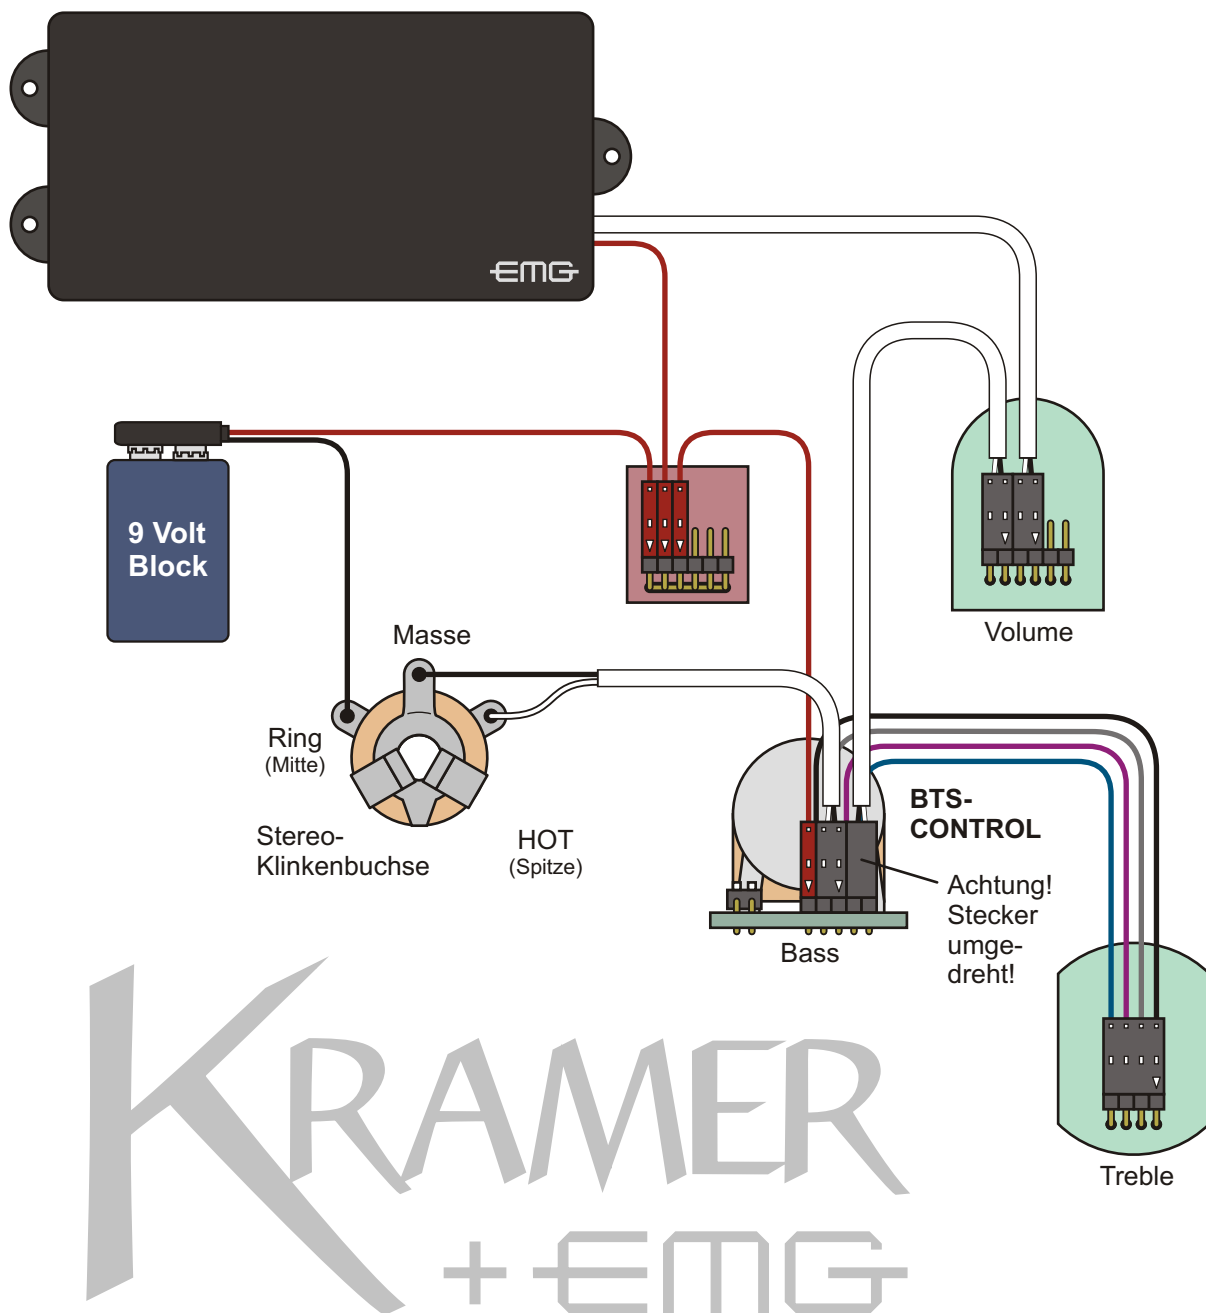 EMG
9 Volt
Block
Volume
Masse
Ring
(Mitte)
Stereo-
Klinkenbuchse
HOT
(Spitze)
BTS-
CONTROL
Achtung!
Stecker
umge-
dreht!
Bass
Treble
KRAMER
+ EMG